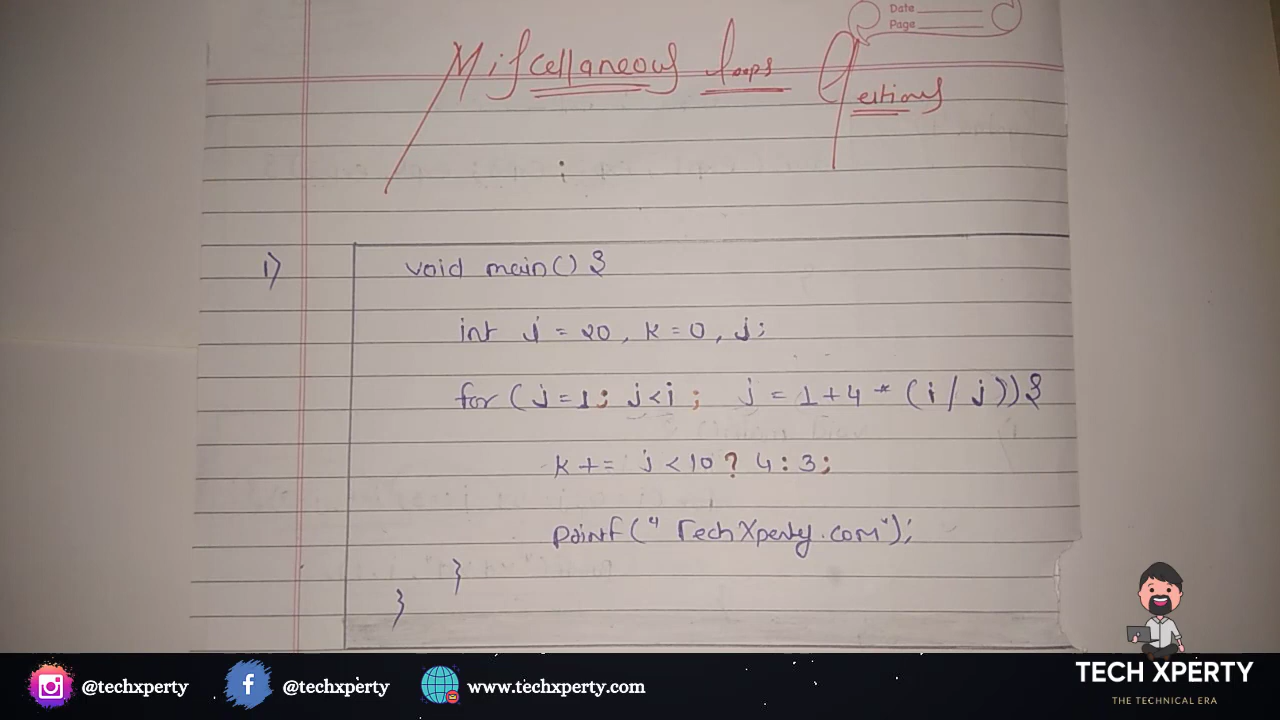 Date
Page
Miscellaneous loops Questions
1)
void main() {
int i = 20, k = 0, j;
for (j = 1; j < i; j = 1 + 4 * (i / j)) {
k += j < 10 ? 4 : 3;
printf("TechXperty.com");
}
}
@techxperty @techxperty www.techxperty.com
TECH XPERTY
THE TECHNICAL ERA